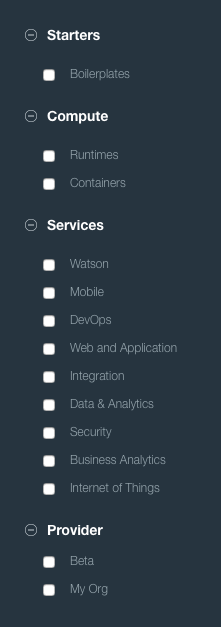 Starters
Boilerplates
Compute
Runtimes
Containers
Services
Watson
Mobile
DevOps
Web and Application
Integration
Data & Analytics
Security
Business Analytics
Internet of Things
Provider
Beta
My Org